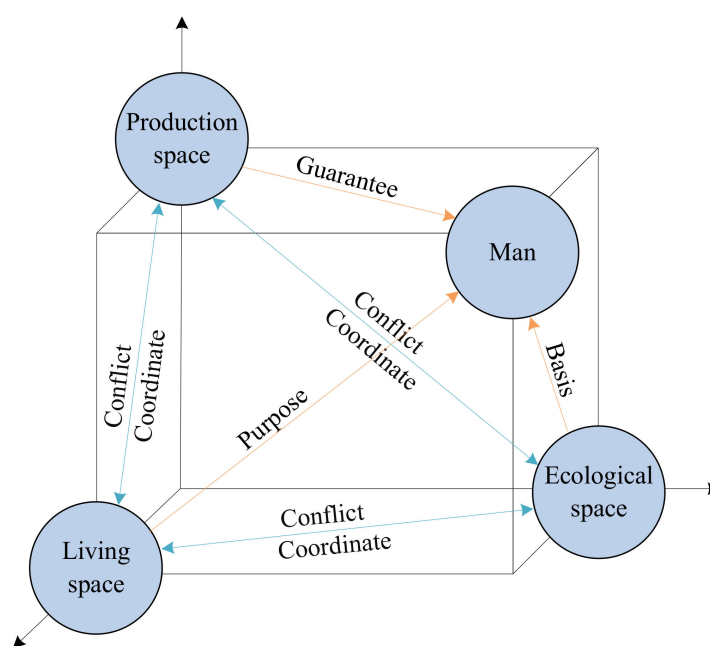 Production
space
Guarantee
Man
Conflict
Coordinate
Conflict
Coordinate
Basis
Purpose
Ecological
space
Conflict
Coordinate
Living
space